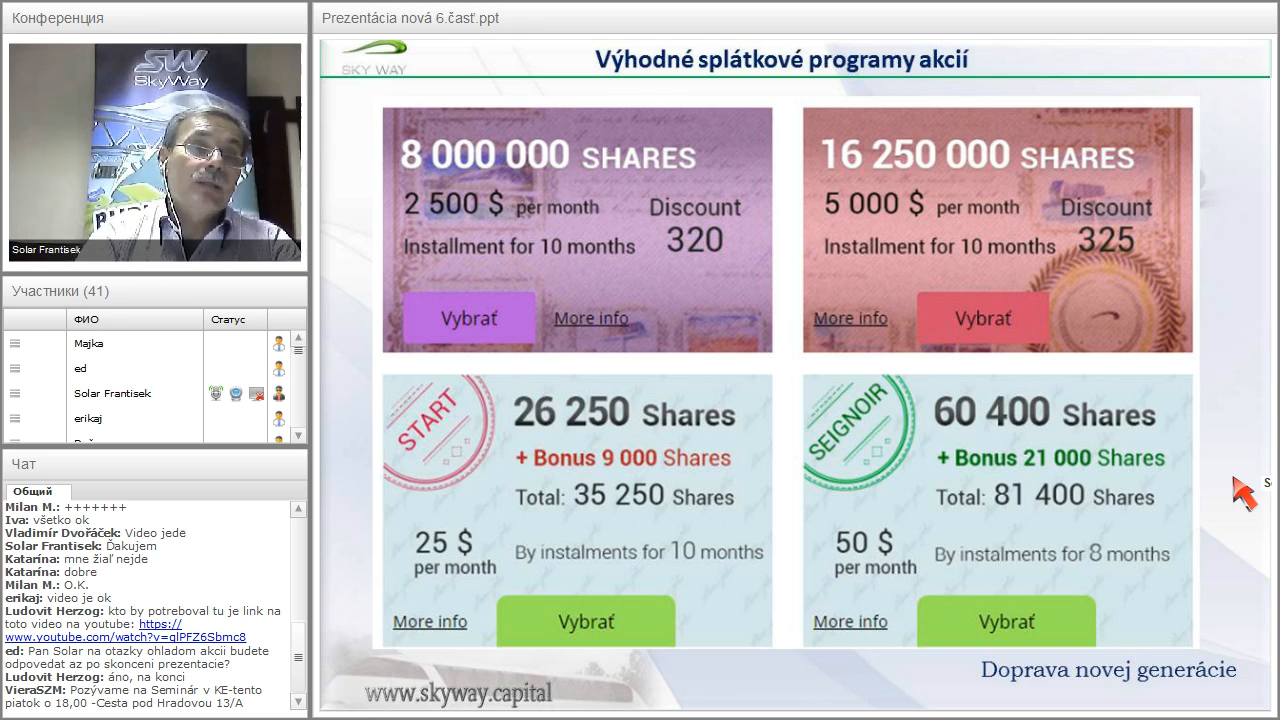 Конференция
SW
SkyWay
Solar Frantisek
Участники (41)
ФИО
Статус
Majka
ed
Solar Frantisek
erikaj
Чат
Общий
Milan M.: +++++++
Iva: všetko ok
Vladimír Dvořáček: Video jede
Solar Frantisek: Ďakujem
Katarína: mne žiaľ nejde
Katarína: dobre
Milan M.: O.K.
erikaj: video je ok
Ludovit Herzog: kto by potreboval tu je link na
toto video na youtube: https://
www.youtube.com/watch?v=qlPFZ6Sbmc8
ed: Pan Solar na otazky ohladom akcii budete
odpovedat az po skonceni prezentacie?
Ludovit Herzog: áno, na konci
VieraSZM: Pozývame na Seminár v KE-tento
piatok o 18,00 -Cesta pod Hradovou 13/A
Prezentácia nová 6.časť.ppt
SKY WAY
Výhodné splátkové programy akcií
8 000 000 SHARES
2 500 $ per month
Discount
320
Installment for 10 months
Vybrať
More info
16 250 000 SHARES
5 000 $ per month
Discount
325
Installment for 10 months
More info
Vybrať
START
26 250 Shares
+ Bonus 9 000 Shares
Total: 35 250 Shares
25 $
per month
By instalments for 10 months
More info
Vybrať
SEIGNOIR
60 400 Shares
+ Bonus 21 000 Shares
Total: 81 400 Shares
50 $
per month
By instalments for 8 months
More info
Vybrať
Doprava novej generácie
www.skyway.capital